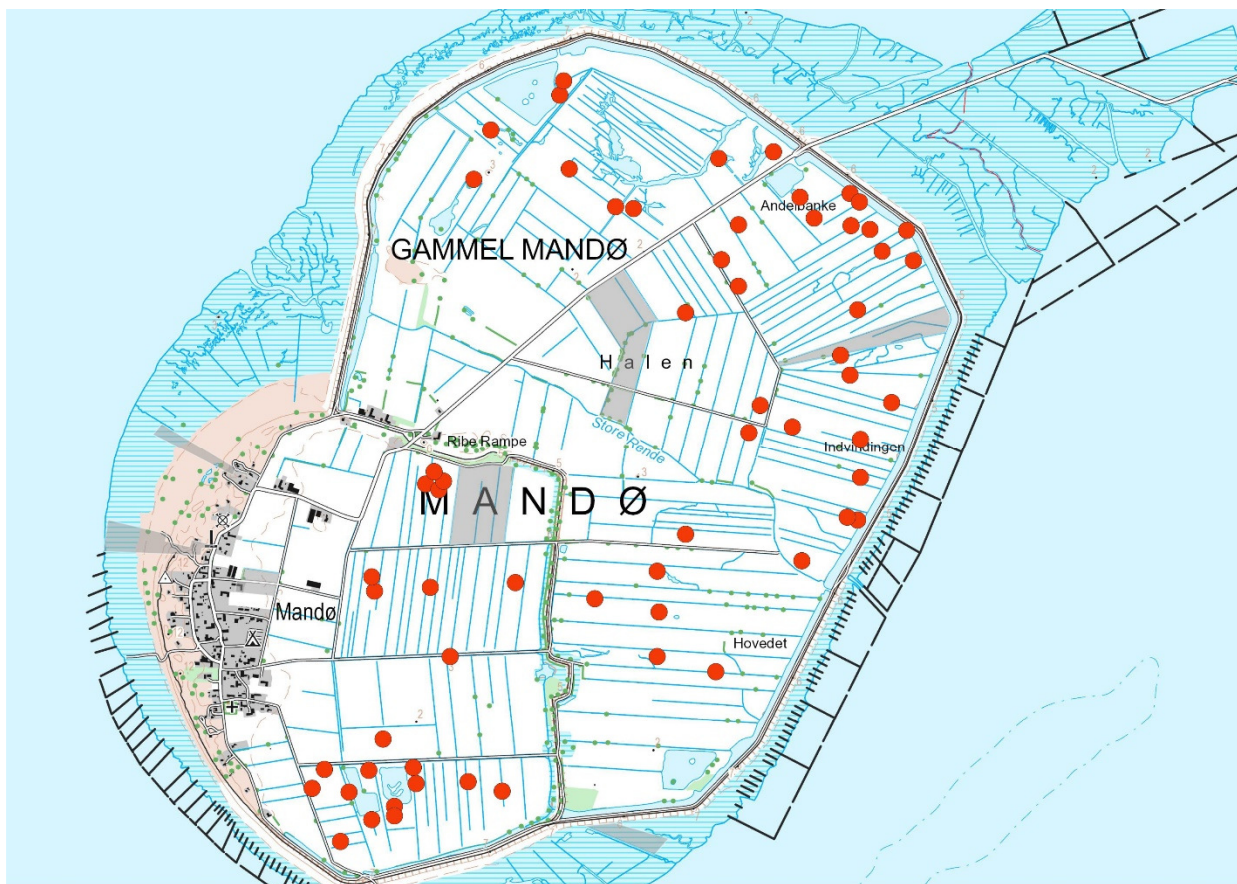 Andelbanke
GAMMEL MANDØ
Halen
Store Rende
Ribe Rampe
Indvindingen
MANDØ
Mandø
Hovedet